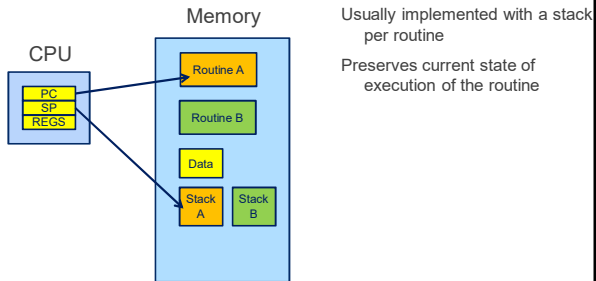 Memory
CPU
PC
SP
REGS
Routine A
Routine B
Data
Stack
A
Stack
B
Usually implemented with a stack
per routine
Preserves current state of
execution of the routine